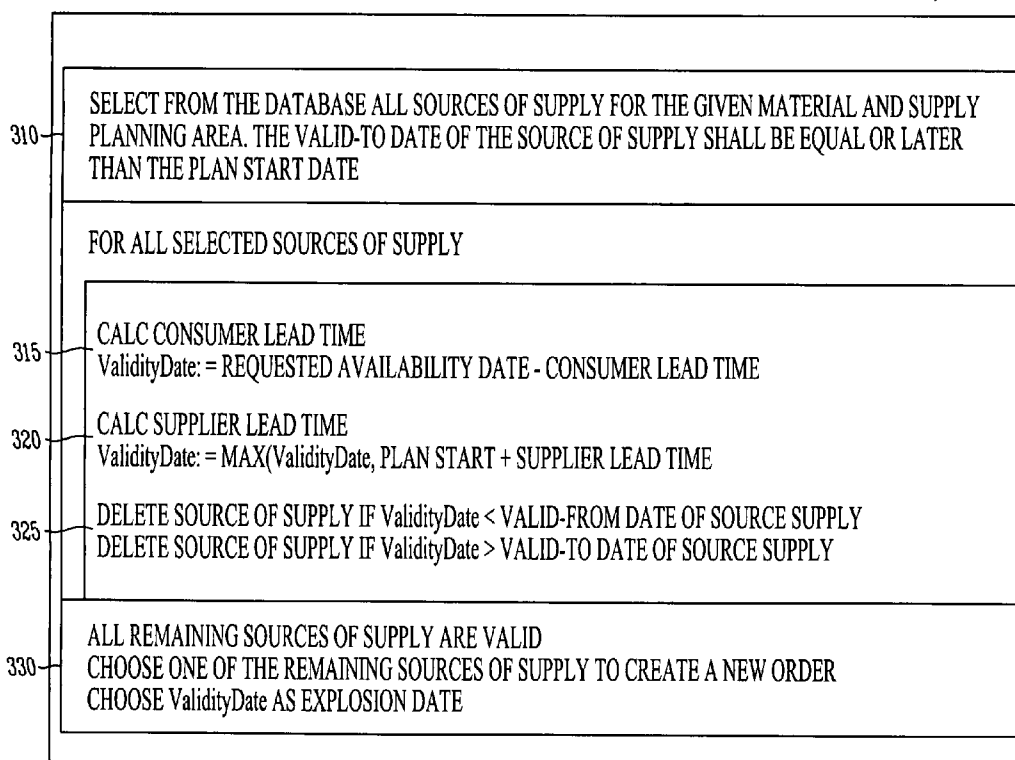 SELECT FROM THE DATABASE ALL SOURCES OF SUPPLY FOR THE GIVEN MATERIAL AND SUPPLY
310 PLANNING AREA. THE VALID-TO DATE OF THE SOURCE OF SUPPLY SHALL BE EQUAL OR LATER
THAN THE PLAN START DATE
FOR ALL SELECTED SOURCES OF SUPPLY
CALC CONSUMER LEAD TIME
315 ValidityDate: = REQUESTED AVAILABILITY DATE - CONSUMER LEAD TIME
CALC SUPPLIER LEAD TIME
320 ValidityDate: = MAX(ValidityDate, PLAN START + SUPPLIER LEAD TIME
DELETE SOURCE OF SUPPLY IF ValidityDate < VALID-FROM DATE OF SOURCE SUPPLY
325 DELETE SOURCE OF SUPPLY IF ValidityDate > VALID-TO DATE OF SOURCE SUPPLY
ALL REMAINING SOURCES OF SUPPLY ARE VALID
330 CHOOSE ONE OF THE REMAINING SOURCES OF SUPPLY TO CREATE A NEW ORDER
CHOOSE ValidityDate AS EXPLOSION DATE